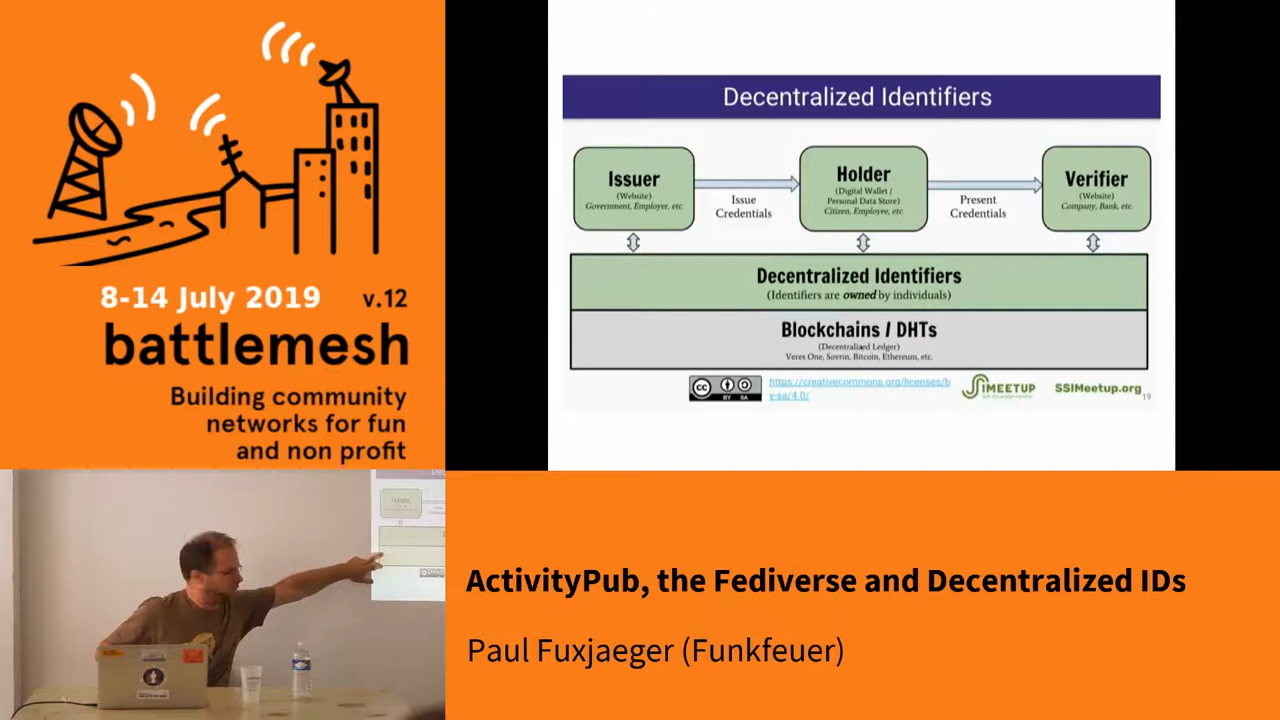 8-14 July 2019 v.12
battlemesh
Building community
networks for fun
and non profit
Decentralized Identifiers
Issuer
(Website)
Government, Employer, etc.
Issue
Credentials
Holder
(Digital Wallet /
Personal Data Store)
Citizen, Employee, etc.
Present
Credentials
Verifier
(Website)
Company, Bank, etc.
Decentralized Identifiers
(Identifiers are owned by individuals)
Blockchains / DHTs
(Decentralized Ledger)
Veres One, Sovrin, Bitcoin, Ethereum, etc.
cc
BY SA
https://creativecommons.org/licenses/b
y-sa/4.0/
SSIMeetup.org
19
ActivityPub, the Fediverse and Decentralized IDs
Paul Fuxjaeger (Funkfeuer)